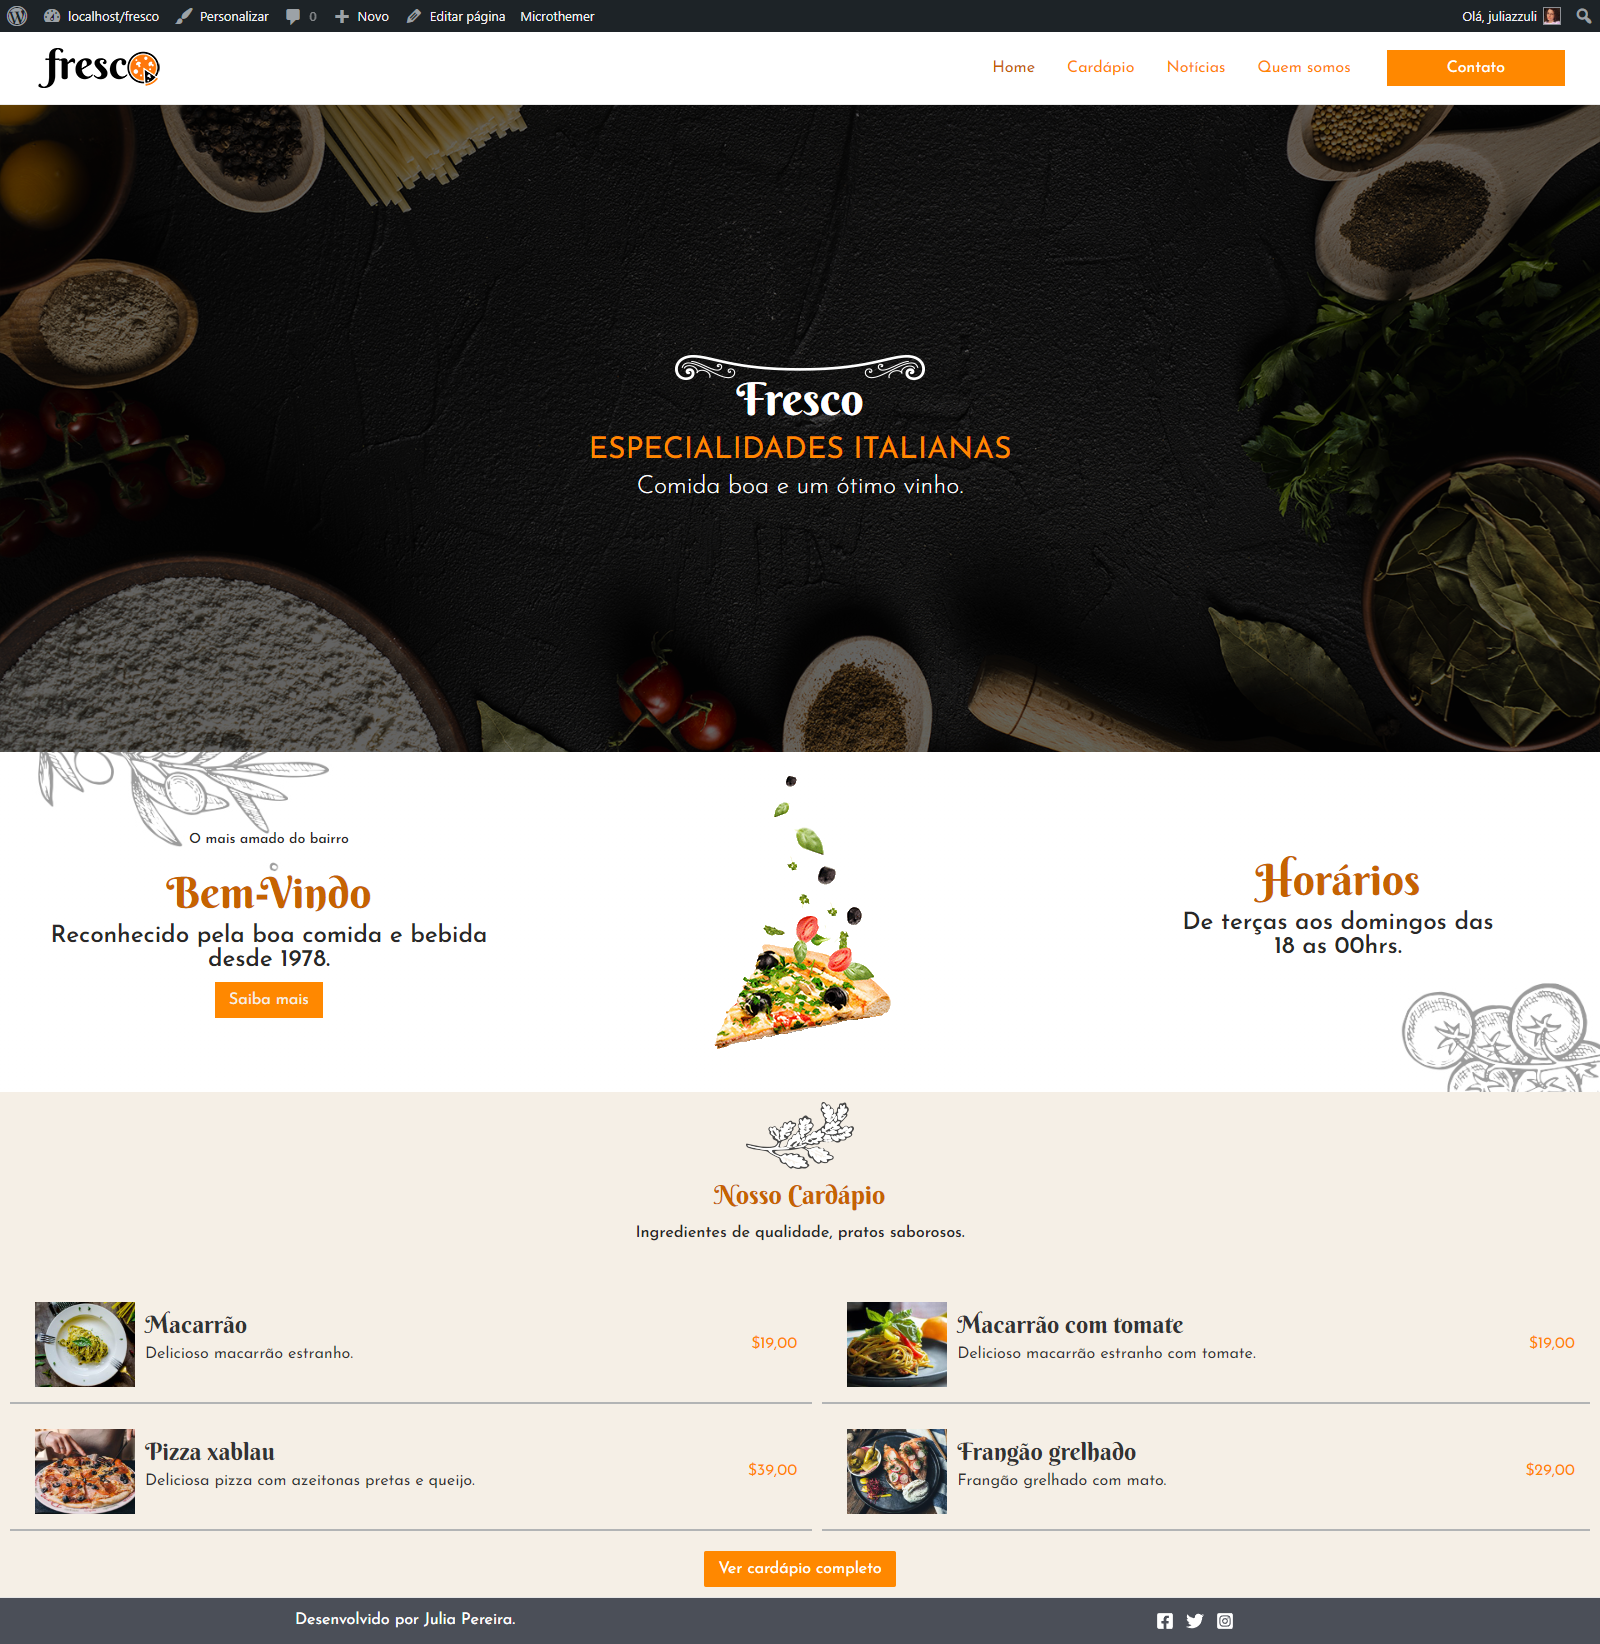 localhost/fresco
Personalizar
0
Novo
Editar página
Microthemer
Olá, juliazzuli
fresco
Home
Cardápio
Notícias
Quem somos
Contato
Fresco
ESPECIALIDADES ITALIANAS
Comida boa e um ótimo vinho.
O mais amado do bairro
Bem-Vindo
Reconhecido pela boa comida e bebida
desde 1978.
Saiba mais
Horários
De terças aos domingos das
18 as 00hrs.
Nosso Cardápio
Ingredientes de qualidade, pratos saborosos.
Macarrão
Delicioso macarrão estranho.
$19,00
Macarrão com tomate
Delicioso macarrão estranho com tomate.
$19,00
Pizza xablau
Deliciosa pizza com azeitonas pretas e queijo.
$39,00
Frangão grelhado
Frangão grelhado com mato.
$29,00
Ver cardápio completo
Desenvolvido por Julia Pereira.